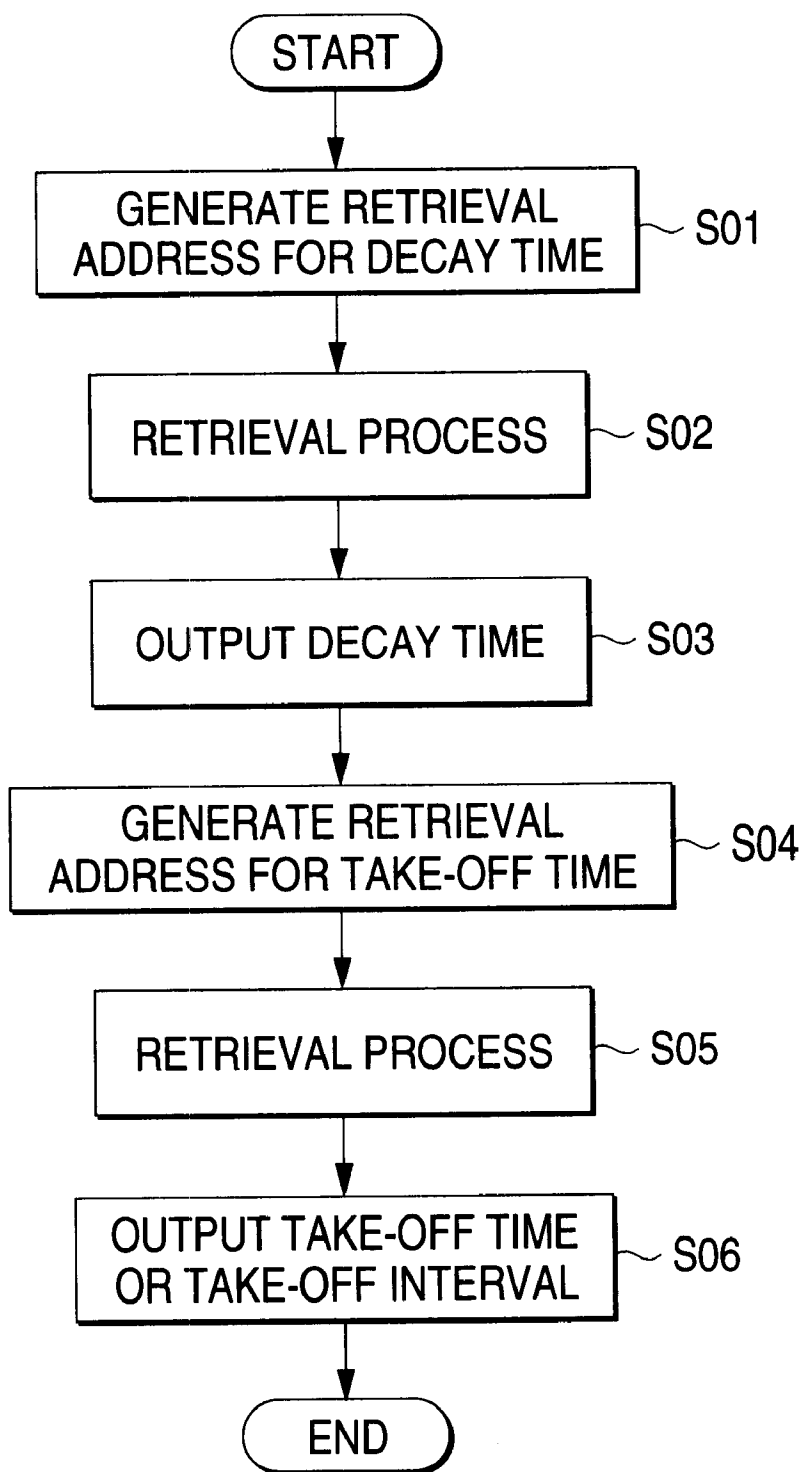 START
GENERATE RETRIEVAL
ADDRESS FOR DECAY TIME
S01
RETRIEVAL PROCESS
S02
OUTPUT DECAY TIME
S03
GENERATE RETRIEVAL
ADDRESS FOR TAKE-OFF TIME
S04
RETRIEVAL PROCESS
S05
OUTPUT TAKE-OFF TIME
OR TAKE-OFF INTERVAL
S06
END